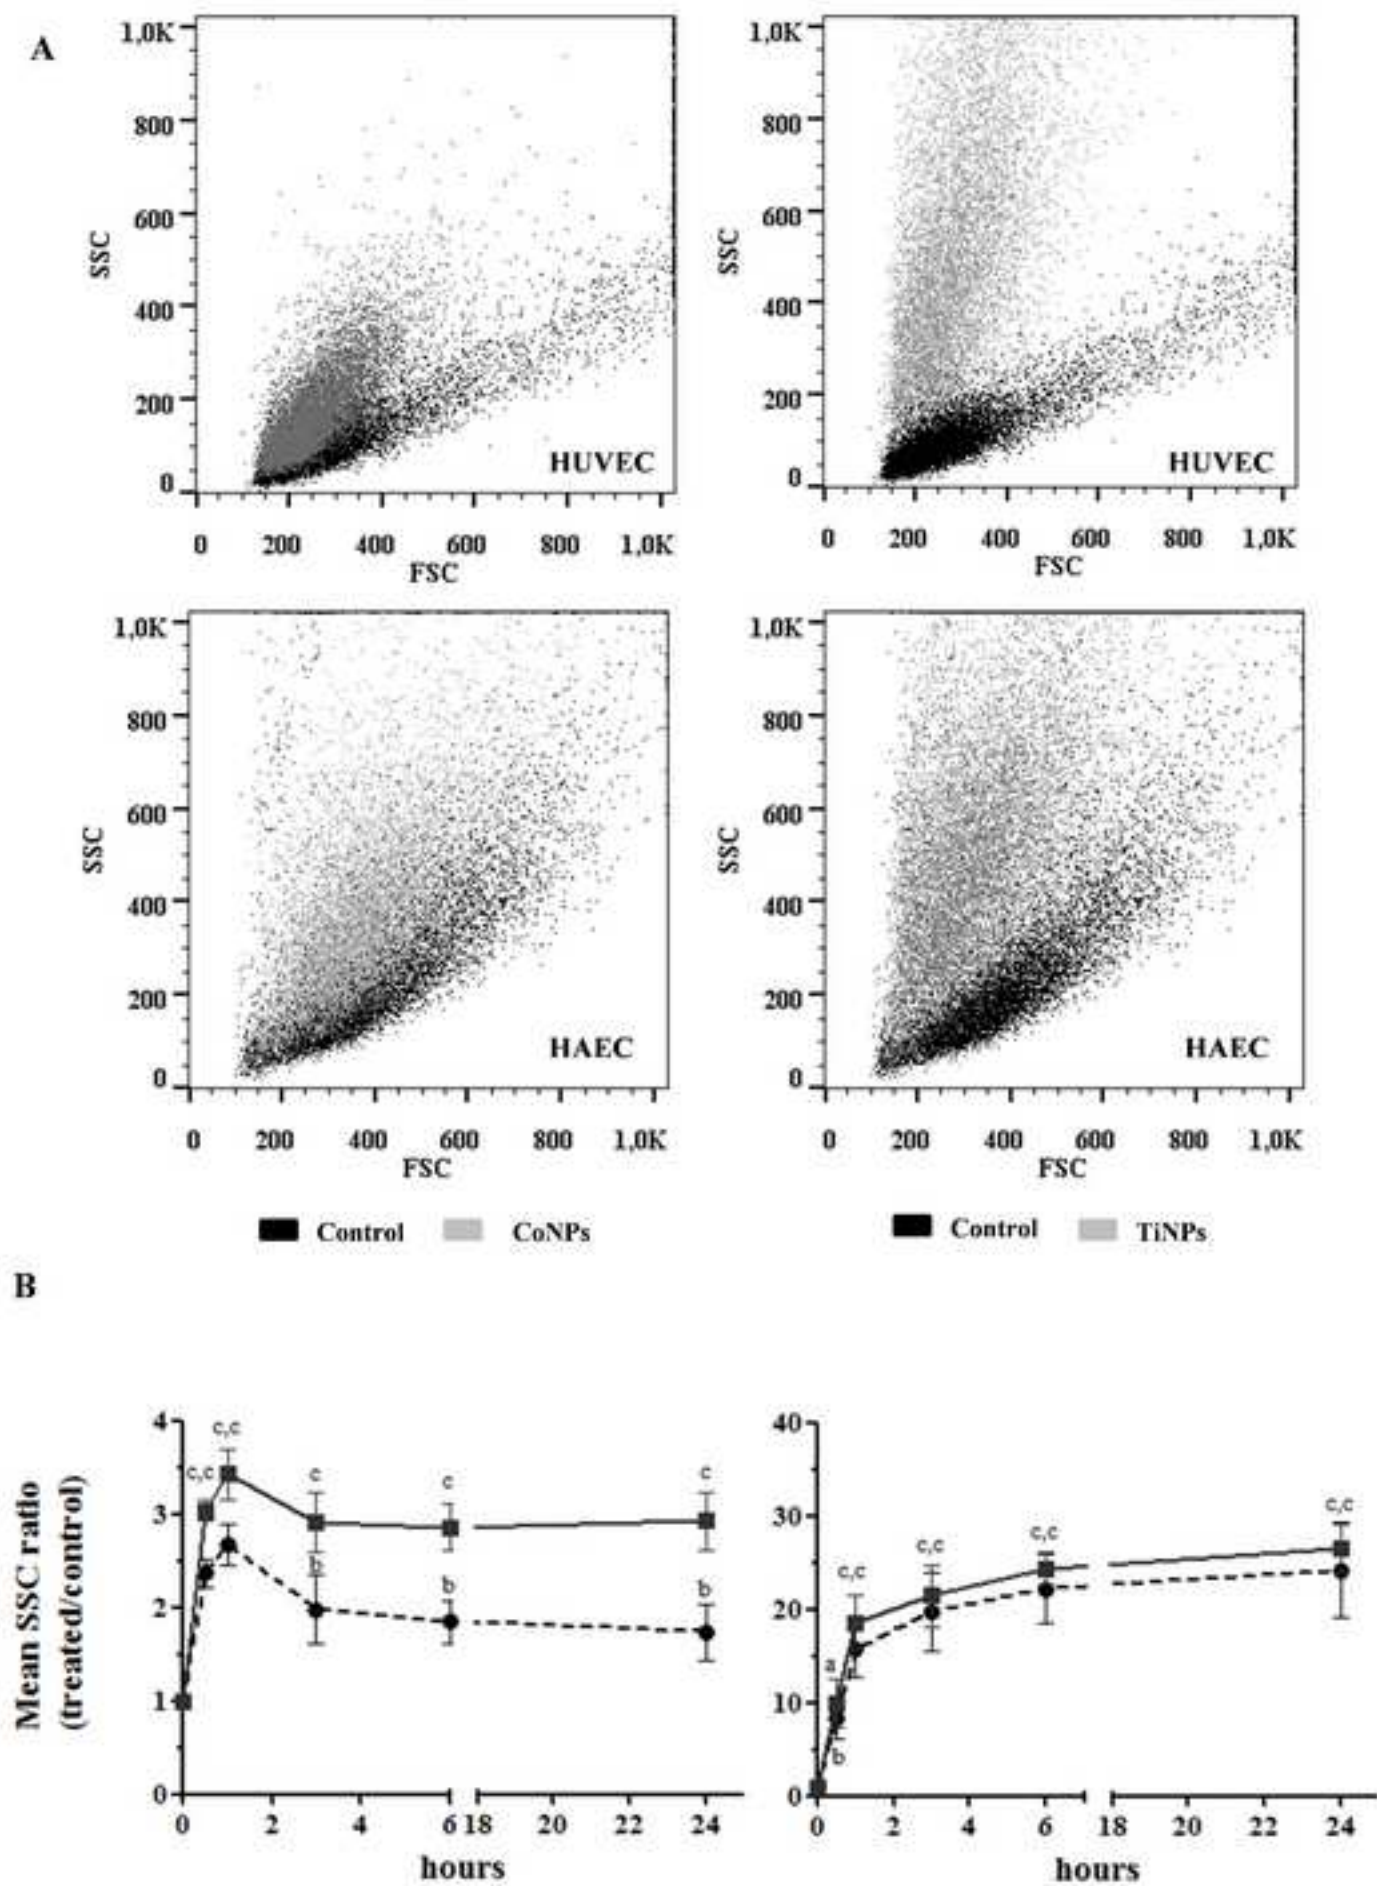 A
1,0K
800
600
400
200
0
SSC
HUVEC
0 200 400 600 800 1,0K
FSC
1,0K
800
600
400
200
0
SSC
HUVEC
0 200 400 600 800 1,0K
FSC
1,0K
800
600
400
200
0
SSC
HAEC
0 200 400 600 800 1,0K
FSC
1,0K
800
600
400
200
0
SSC
HAEC
0 200 400 600 800 1,0K
FSC
Control CoNPs
Control TiNPs
B
Mean SSC ratio
(treated/control)
4
3
2
1
0
c,c
c,c
c
c
c
b
b
b
0 2 4 6 18 20 22 24
hours
40
30
20
10
0
c,c
c,c
c,c
c,c
a
b
0 2 4 6 18 20 22 24
hours